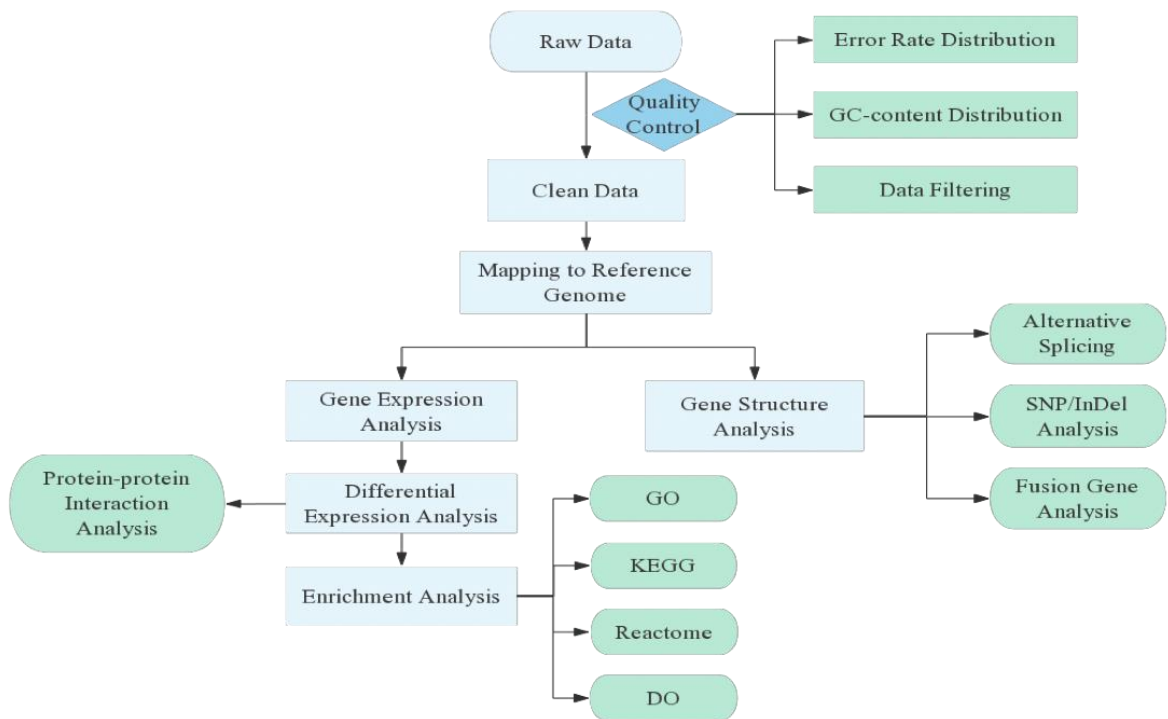 Raw Data
Error Rate Distribution
Quality
Control
GC-content Distribution
Clean Data
Data Filtering
Mapping to Reference
Genome
Alternative
Splicing
Gene Expression
Analysis
Gene Structure
Analysis
SNP/InDel
Analysis
Protein-protein
Interaction
Analysis
Differential
Expression Analysis
GO
Fusion Gene
Analysis
KEGG
Enrichment Analysis
Reactome
DO